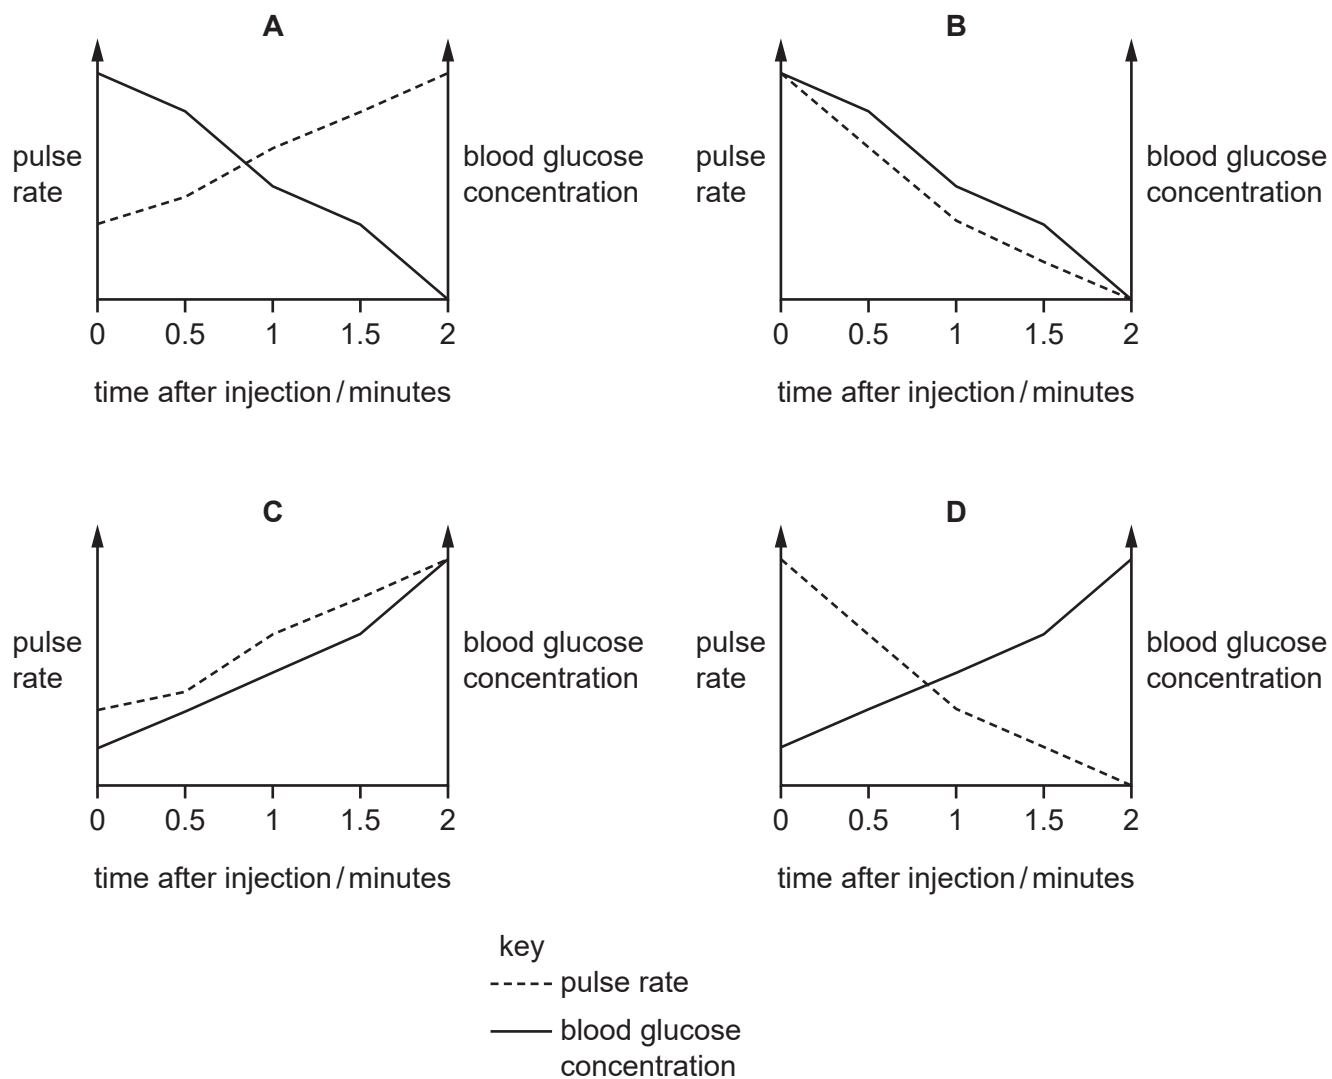 A
pulse
rate
blood glucose
concentration
0 0.5 1 1.5 2
time after injection / minutes
B
pulse
rate
blood glucose
concentration
0 0.5 1 1.5 2
time after injection / minutes
C
pulse
rate
blood glucose
concentration
0 0.5 1 1.5 2
time after injection / minutes
D
pulse
rate
blood glucose
concentration
0 0.5 1 1.5 2
time after injection / minutes
key
pulse rate
blood glucose
concentration